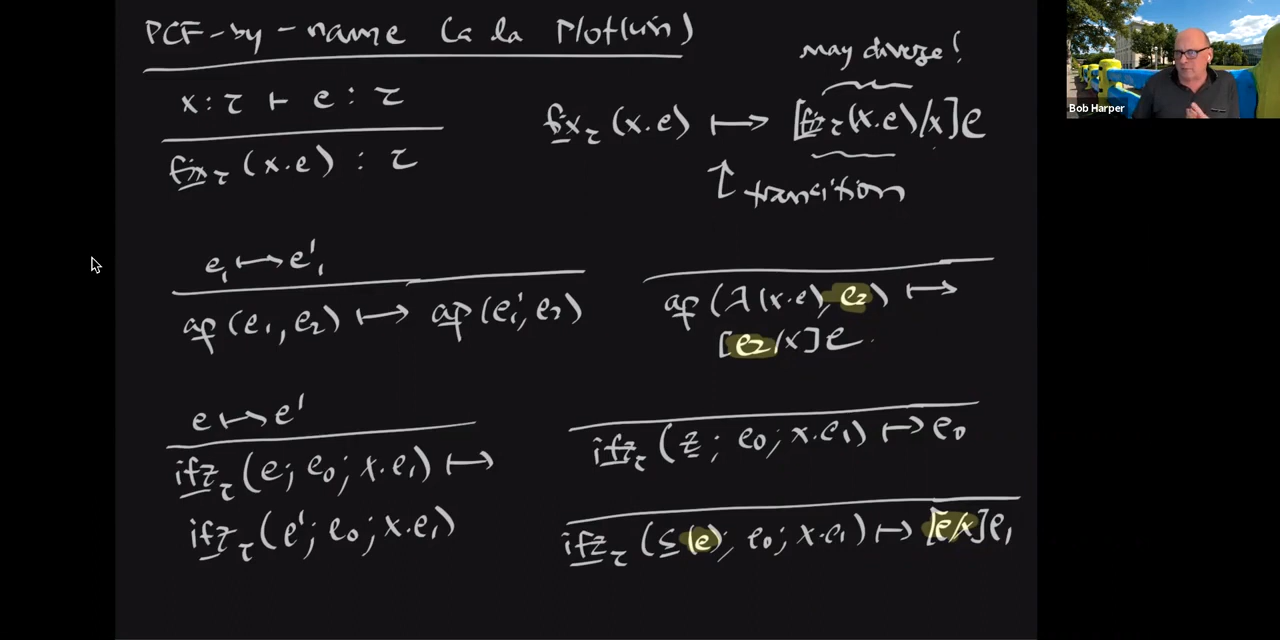 PCF-by-name (a la Plotkin)
may diverge!
x : τ ⊢ e : τ
fix_τ (x.e) : τ
fix_τ (x.e) ↦ [fix_τ (x.e)/x]e
↑ transition
e₁ ↦ e₁'
ap(e₁, e₂) ↦ ap(e₁', e₂)
ap(λ(x.e), e₂) ↦
[e₂/x]e
e ↦ e'
ifz_τ (e; e₀; x.e₁) ↦
ifz_τ (e'; e₀; x.e₁)
ifz_τ (z; e₀; x.e₁) ↦ e₀
ifz_τ (s(e); e₀; x.e₁) ↦ [e/x]e₁
Bob Harper